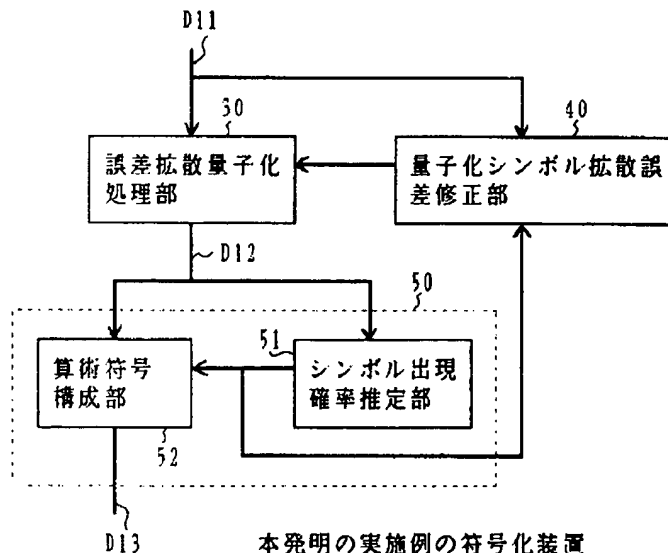 D11
30
40
誤差拡散量子化
処理部
量子化シンボル拡散誤
差修正部
D12
50
51
算術符号
構成部
シンボル出現
確率推定部
52
D13
本発明の実施例の符号化装置